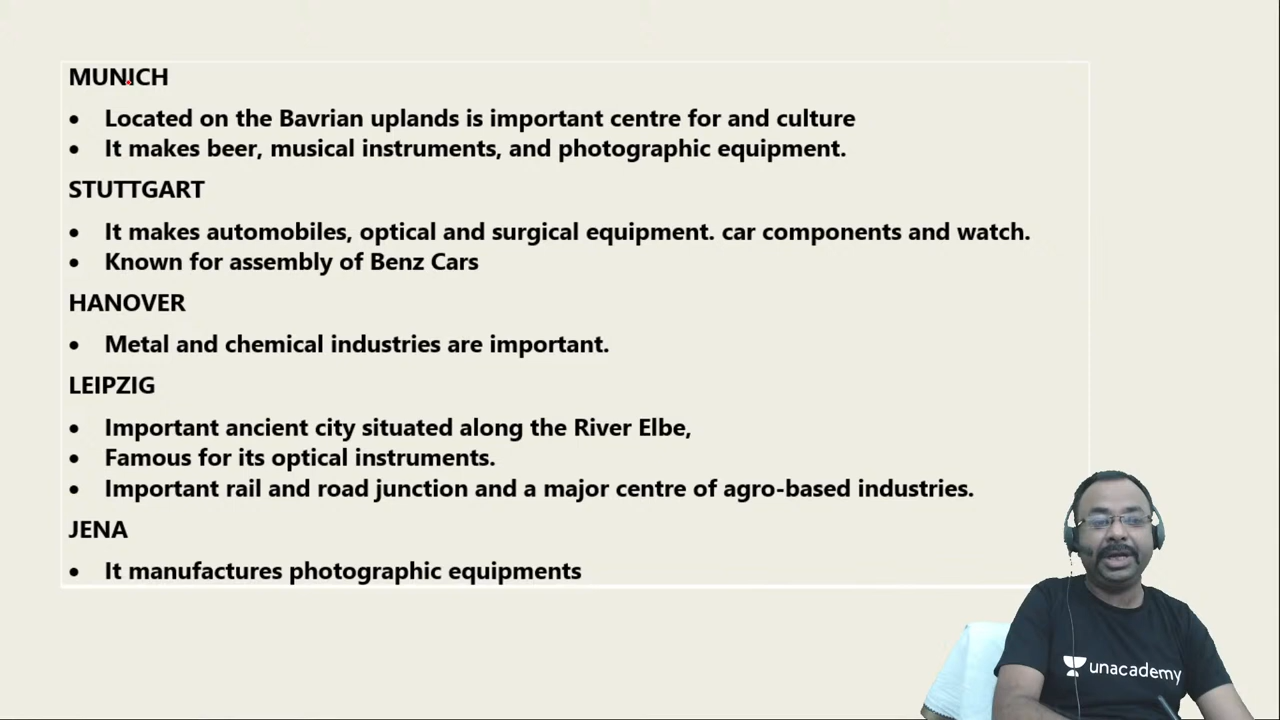 MUNICH
• Located on the Bavrian uplands is important centre for and culture
• It makes beer, musical instruments, and photographic equipment.
STUTTGART
• It makes automobiles, optical and surgical equipment. car components and watch.
• Known for assembly of Benz Cars
HANOVER
• Metal and chemical industries are important.
LEIPZIG
• Important ancient city situated along the River Elbe,
• Famous for its optical instruments.
• Important rail and road junction and a major centre of agro-based industries.
JENA
• It manufactures photographic equipments
unacademy